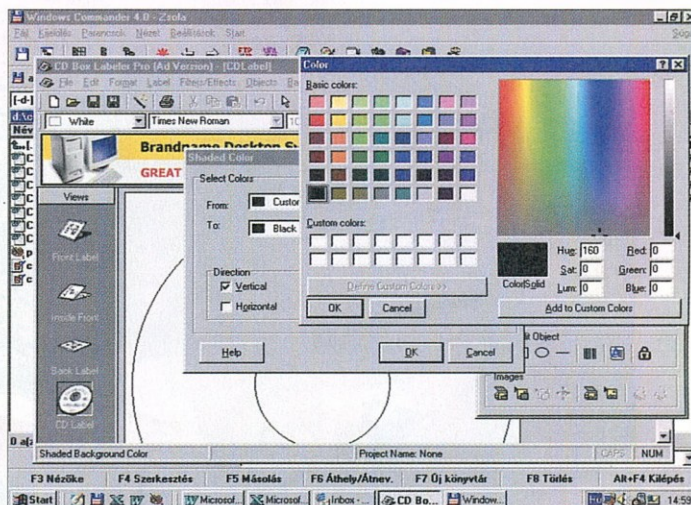 Windows Commander 4.0 - Zsola
Fájl Kijelölés Parancsok Nézet Beállítások Start
CD Box Labeler Pro (Ad Version) - [CDLabel]
File Edit Format Label Filters/Effects Objects
White Times New Roman
[-d-]
Brandname Desktop
GREAT
Views
Front Label
Inside Front
Back Label
CD Label
Shaded Color
Select Colors
From: Custo
To: Black
Direction
Vertical
Horizontal
Help OK Cancel
Color
Basic colors:
Custom colors:
Define Custom Colors >>
OK Cancel
Color|Solid
Hue: 160 Red: 0
Sat: 0 Green: 0
Lum: 0 Blue: 0
Add to Custom Colors
Object
Images
Shaded Background Color Project Name: None CAPS NUM
F3 Nézőke F4 Szerkesztés F5 Másolás F6 Áthely/Átnev. F7 Új könyvtár F8 Törlés Alt+F4 Kilépés
Start Microsof... Microsof... Inbox - ... CD Bo... Window... 14:59